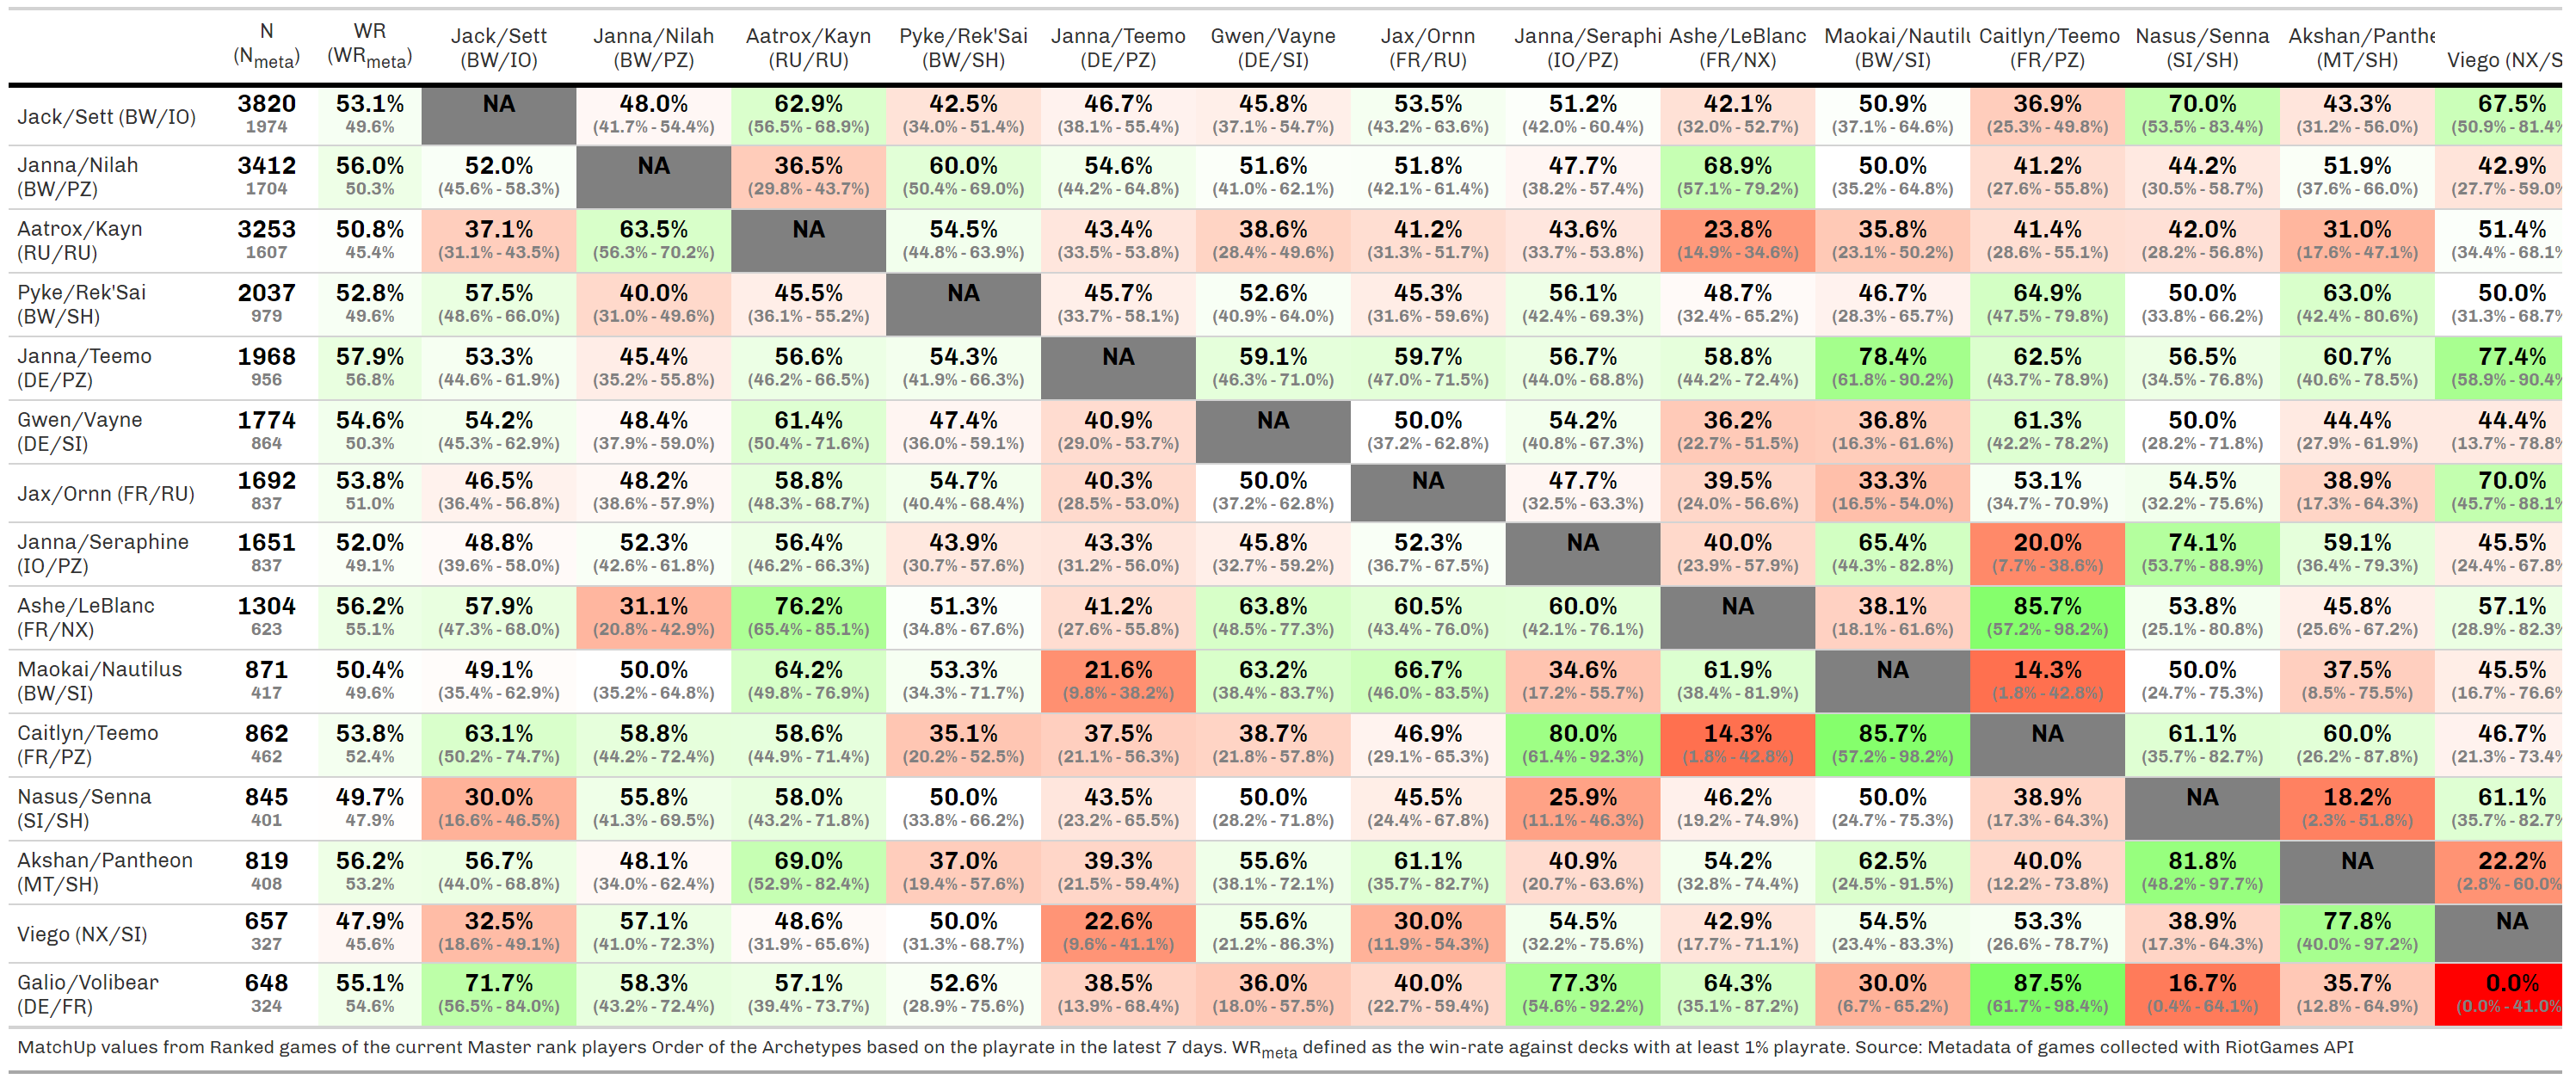 N WR Jack/Sett Janna/Nilah Aatrox/Kayn Pyke/Rek'Sai Janna/Teemo Gwen/Vayne Jax/Ornn Janna/Seraphi Ashe/LeBlanc Maokai/Nautilu Caitlyn/Teemo Nasus/Senna Akshan/Panthe
(Nmeta) (WRmeta) (BW/IO) (BW/PZ) (RU/RU) (BW/SH) (DE/PZ) (DE/SI) (FR/RU) (IO/PZ) (FR/NX) (BW/SI) (FR/PZ) (SI/SH) (MT/SH) Viego (NX/S
Jack/Sett (BW/IO) 3820 53.1% NA 48.0% 62.9% 42.5% 46.7% 45.8% 53.5% 51.2% 42.1% 50.9% 36.9% 70.0% 43.3% 67.5%
1974 49.6% (41.7% - 54.4%) (56.5% - 68.9%) (34.0% - 51.4%) (38.1% - 55.4%) (37.1% - 54.7%) (43.2% - 63.6%) (42.0% - 60.4%) (32.0% - 52.7%) (37.1% - 64.6%) (25.3% - 49.8%) (53.5% - 83.4%) (31.2% - 56.0%) (50.9% - 81.4%
Janna/Nilah 3412 56.0% 52.0% NA 36.5% 60.0% 54.6% 51.6% 51.8% 47.7% 68.9% 50.0% 41.2% 44.2% 51.9% 42.9%
(BW/PZ) 1704 50.3% (45.6% - 58.3%) (29.8% - 43.7%) (50.4% - 69.0%) (44.2% - 64.8%) (41.0% - 62.1%) (42.1% - 61.4%) (38.2% - 57.4%) (57.1% - 79.2%) (35.2% - 64.8%) (27.6% - 55.8%) (30.5% - 58.7%) (37.6% - 66.0%) (27.7% - 59.0%
Aatrox/Kayn 3253 50.8% 37.1% 63.5% NA 54.5% 43.4% 38.6% 41.2% 43.6% 23.8% 35.8% 41.4% 42.0% 31.0% 51.4%
(RU/RU) 1607 45.4% (31.1% - 43.5%) (56.3% - 70.2%) (44.8% - 63.9%) (33.5% - 53.8%) (28.4% - 49.6%) (31.3% - 51.7%) (33.7% - 53.8%) (14.9% - 34.6%) (23.1% - 50.2%) (28.6% - 55.1%) (28.2% - 56.8%) (17.6% - 47.1%) (34.4% - 68.1%
Pyke/Rek'Sai 2037 52.8% 57.5% 40.0% 45.5% NA 45.7% 52.6% 45.3% 56.1% 48.7% 46.7% 64.9% 50.0% 63.0% 50.0%
(BW/SH) 979 49.6% (48.6% - 66.0%) (31.0% - 49.6%) (36.1% - 55.2%) (33.7% - 58.1%) (40.9% - 64.0%) (31.6% - 59.6%) (42.4% - 69.3%) (32.4% - 65.2%) (28.3% - 65.7%) (47.5% - 79.8%) (33.8% - 66.2%) (42.4% - 80.6%) (31.3% - 68.7%
Janna/Teemo 1968 57.9% 53.3% 45.4% 56.6% 54.3% NA 59.1% 59.7% 56.7% 58.8% 78.4% 62.5% 56.5% 60.7% 77.4%
(DE/PZ) 956 56.8% (44.6% - 61.9%) (35.2% - 55.8%) (46.2% - 66.5%) (41.9% - 66.3%) (46.3% - 71.0%) (47.0% - 71.5%) (44.0% - 68.8%) (44.2% - 72.4%) (61.8% - 90.2%) (43.7% - 78.9%) (34.5% - 76.8%) (40.6% - 78.5%) (58.9% - 90.4%
Gwen/Vayne 1774 54.6% 54.2% 48.4% 61.4% 47.4% 40.9% NA 50.0% 54.2% 36.2% 36.8% 61.3% 50.0% 44.4% 44.4%
(DE/SI) 864 50.3% (45.3% - 62.9%) (37.9% - 59.0%) (50.4% - 71.6%) (36.0% - 59.1%) (29.0% - 53.7%) (37.2% - 62.8%) (40.8% - 67.3%) (22.7% - 51.5%) (16.3% - 61.6%) (42.2% - 78.2%) (28.2% - 71.8%) (27.9% - 61.9%) (13.7% - 78.8%
Jax/Ornn (FR/RU) 1692 53.8% 46.5% 48.2% 58.8% 54.7% 40.3% 50.0% NA 47.7% 39.5% 33.3% 53.1% 54.5% 38.9% 70.0%
837 51.0% (36.4% - 56.8%) (38.6% - 57.9%) (48.3% - 68.7%) (40.4% - 68.4%) (28.5% - 53.0%) (37.2% - 62.8%) (32.5% - 63.3%) (24.0% - 56.6%) (16.5% - 54.0%) (34.7% - 70.9%) (32.2% - 75.6%) (17.3% - 64.3%) (45.7% - 88.1%
Janna/Seraphine 1651 52.0% 48.8% 52.3% 56.4% 43.9% 43.3% 45.8% 52.3% NA 40.0% 65.4% 20.0% 74.1% 59.1% 45.5%
(IO/PZ) 837 49.1% (39.6% - 58.0%) (42.6% - 61.8%) (46.2% - 66.3%) (30.7% - 57.6%) (31.2% - 56.0%) (32.7% - 59.2%) (36.7% - 67.5%) (23.9% - 57.9%) (44.3% - 82.8%) (7.7% - 38.6%) (53.7% - 88.9%) (36.4% - 79.3%) (24.4% - 67.8%
Ashe/LeBlanc 1304 56.2% 57.9% 31.1% 76.2% 51.3% 41.2% 63.8% 60.5% 60.0% NA 38.1% 85.7% 53.8% 45.8% 57.1%
(FR/NX) 623 55.1% (47.3% - 68.0%) (20.8% - 42.9%) (65.4% - 85.1%) (34.8% - 67.6%) (27.6% - 55.8%) (48.5% - 77.3%) (43.4% - 76.0%) (42.1% - 76.1%) (18.1% - 61.6%) (57.2% - 98.2%) (25.1% - 80.8%) (25.6% - 67.2%) (28.9% - 82.3%
Maokai/Nautilus 871 50.4% 49.1% 50.0% 64.2% 53.3% 21.6% 63.2% 66.7% 34.6% 61.9% NA 14.3% 50.0% 37.5% 45.5%
(BW/SI) 417 49.6% (35.4% - 62.9%) (35.2% - 64.8%) (49.8% - 76.9%) (34.3% - 71.7%) (9.8% - 38.2%) (38.4% - 83.7%) (46.0% - 83.5%) (17.2% - 55.7%) (38.4% - 81.9%) (1.8% - 42.8%) (24.7% - 75.3%) (8.5% - 75.5%) (16.7% - 76.6%
Caitlyn/Teemo 862 53.8% 63.1% 58.8% 58.6% 35.1% 37.5% 38.7% 46.9% 80.0% 14.3% 85.7% NA 61.1% 60.0% 46.7%
(FR/PZ) 462 52.4% (50.2% - 74.7%) (44.2% - 72.4%) (44.9% - 71.4%) (20.2% - 52.5%) (21.1% - 56.3%) (21.8% - 57.8%) (29.1% - 65.3%) (61.4% - 92.3%) (1.8% - 42.8%) (57.2% - 98.2%) (35.7% - 82.7%) (26.2% - 87.8%) (21.3% - 73.4%
Nasus/Senna 845 49.7% 30.0% 55.8% 58.0% 50.0% 43.5% 50.0% 45.5% 25.9% 46.2% 50.0% 38.9% NA 18.2% 61.1%
(SI/SH) 401 47.9% (16.6% - 46.5%) (41.3% - 69.5%) (43.2% - 71.8%) (33.8% - 66.2%) (23.2% - 65.5%) (28.2% - 71.8%) (24.4% - 67.8%) (11.1% - 46.3%) (19.2% - 74.9%) (24.7% - 75.3%) (17.3% - 64.3%) (2.3% - 51.8%) (35.7% - 82.7%
Akshan/Pantheon 819 56.2% 56.7% 48.1% 69.0% 37.0% 39.3% 55.6% 61.1% 40.9% 54.2% 62.5% 40.0% 81.8% NA 22.2%
(MT/SH) 408 53.2% (44.0% - 68.8%) (34.0% - 62.4%) (52.9% - 82.4%) (19.4% - 57.6%) (21.5% - 59.4%) (38.1% - 72.1%) (35.7% - 82.7%) (20.7% - 63.6%) (32.8% - 74.4%) (24.5% - 91.5%) (12.2% - 73.8%) (48.2% - 97.7%) (2.8% - 60.0%
Viego (NX/SI) 657 47.9% 32.5% 57.1% 48.6% 50.0% 22.6% 55.6% 30.0% 54.5% 42.9% 54.5% 53.3% 38.9% 77.8% NA
327 45.6% (18.6% - 49.1%) (41.0% - 72.3%) (31.9% - 65.6%) (31.3% - 68.7%) (9.6% - 41.1%) (21.2% - 86.3%) (11.9% - 54.3%) (32.2% - 75.6%) (17.7% - 71.1%) (23.4% - 83.3%) (26.6% - 78.7%) (17.3% - 64.3%) (40.0% - 97.2%)
Galio/Volibear 648 55.1% 71.7% 58.3% 57.1% 52.6% 38.5% 36.0% 40.0% 77.3% 64.3% 30.0% 87.5% 16.7% 35.7% 0.0%
(DE/FR) 324 54.6% (56.5% - 84.0%) (43.2% - 72.4%) (39.4% - 73.7%) (28.9% - 75.6%) (13.9% - 68.4%) (18.0% - 57.5%) (22.7% - 59.4%) (54.6% - 92.2%) (35.1% - 87.2%) (6.7% - 65.2%) (61.7% - 98.4%) (0.4% - 64.1%) (12.8% - 64.9%) (0.0% - 41.0%
MatchUp values from Ranked games of the current Master rank players Order of the Archetypes based on the playrate in the latest 7 days. WRmeta defined as the win-rate against decks with at least 1% playrate. Source: Metadata of games collected with RiotGames API